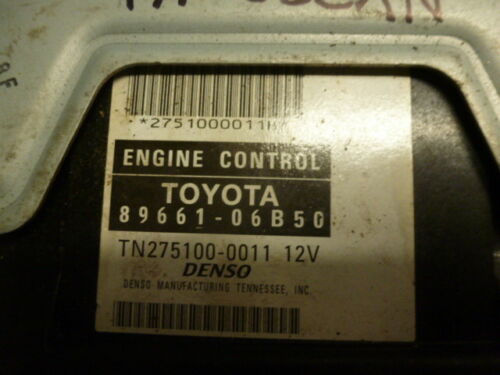 *2751000011
ENGINE CONTROL
TOYOTA
89661-06B50
TN275100-0011 12V
DENSO
DENSO MANUFACTURING TENNESSEE, INC.